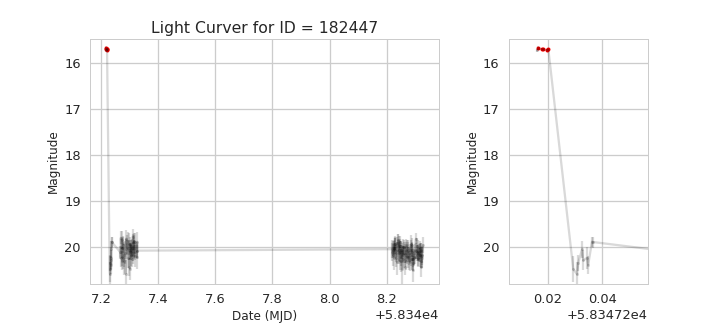 Light Curver for ID = 182447
Magnitude
16
17
18
19
20
7.2 7.4 7.6 7.8 8.0 8.2
Date (MJD)
+5.834e4
Magnitude
16
17
18
19
20
0.02 0.04
+5.83472e4